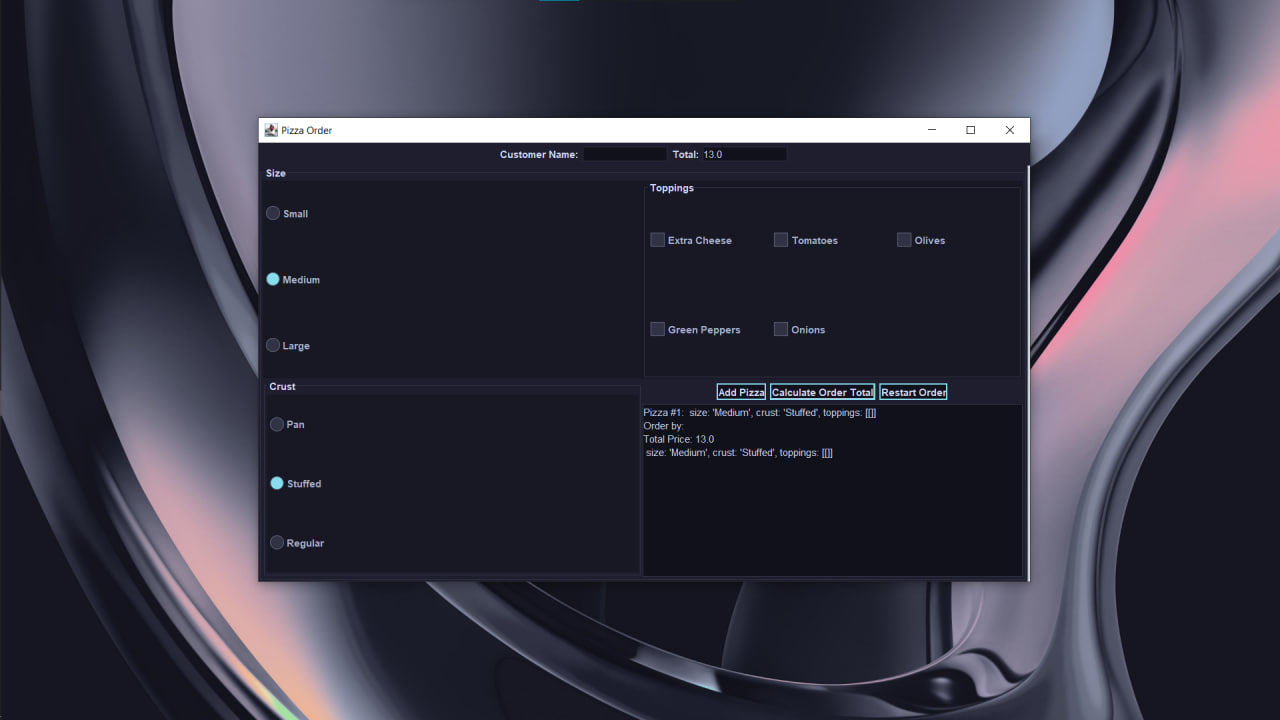 Pizza Order
Customer Name: Total: 13.0
Size
Small
Medium
Large
Toppings
Extra Cheese Tomatoes Olives
Green Peppers Onions
Crust
Pan
Stuffed
Regular
Add Pizza Calculate Order Total Restart Order
Pizza #1:  size: 'Medium', crust: 'Stuffed', toppings: [[]]
Order by:
Total Price: 13.0
size: 'Medium', crust: 'Stuffed', toppings: [[]]